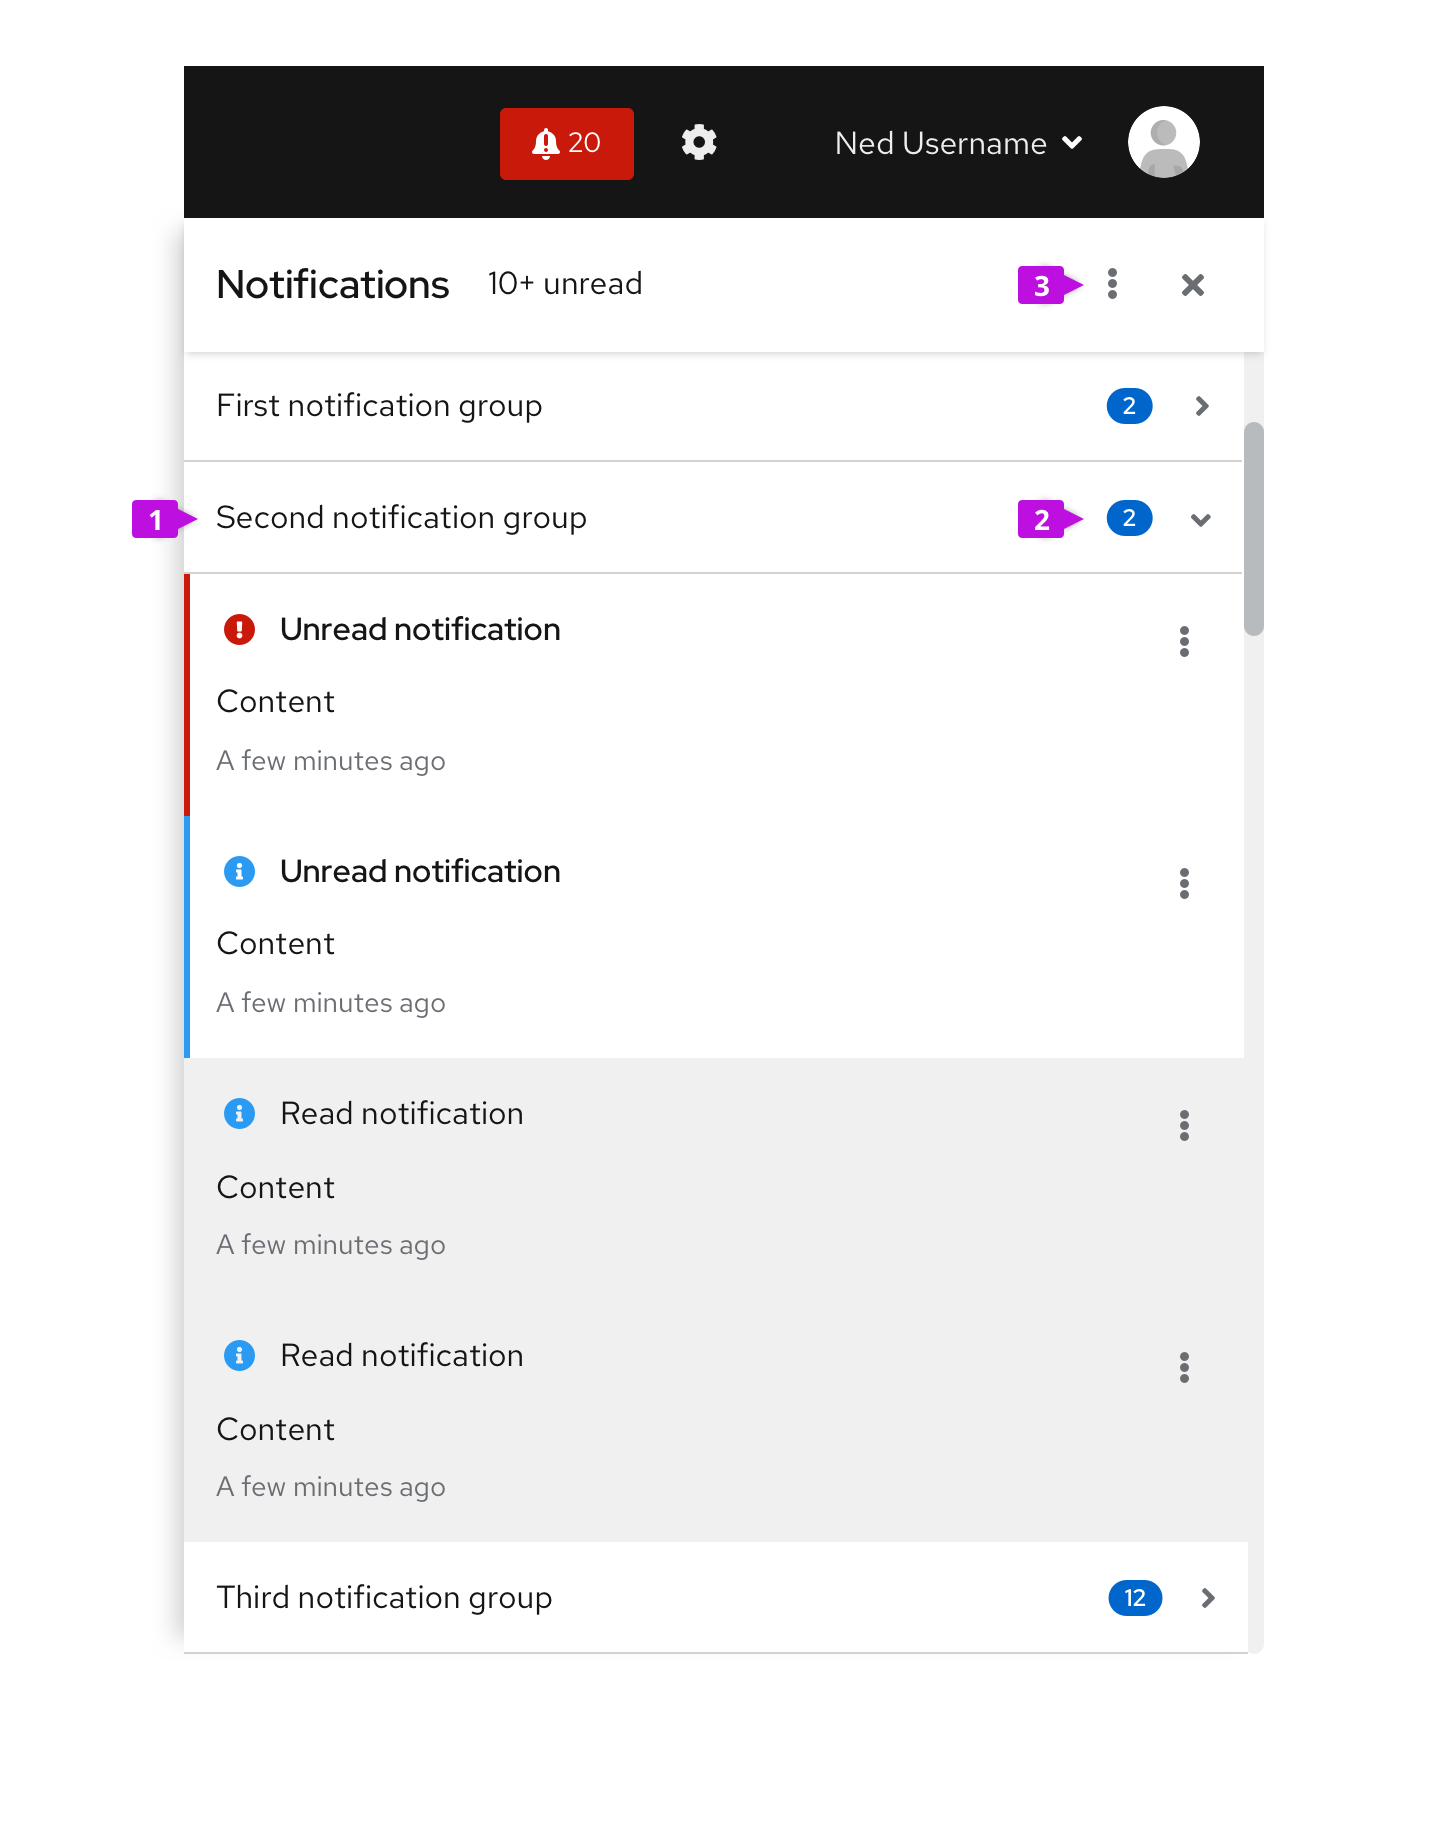 20
Ned Username
Notifications 10+ unread
3
First notification group 2
1 Second notification group 2 2
Unread notification
Content
A few minutes ago
Unread notification
Content
A few minutes ago
Read notification
Content
A few minutes ago
Read notification
Content
A few minutes ago
Third notification group 12